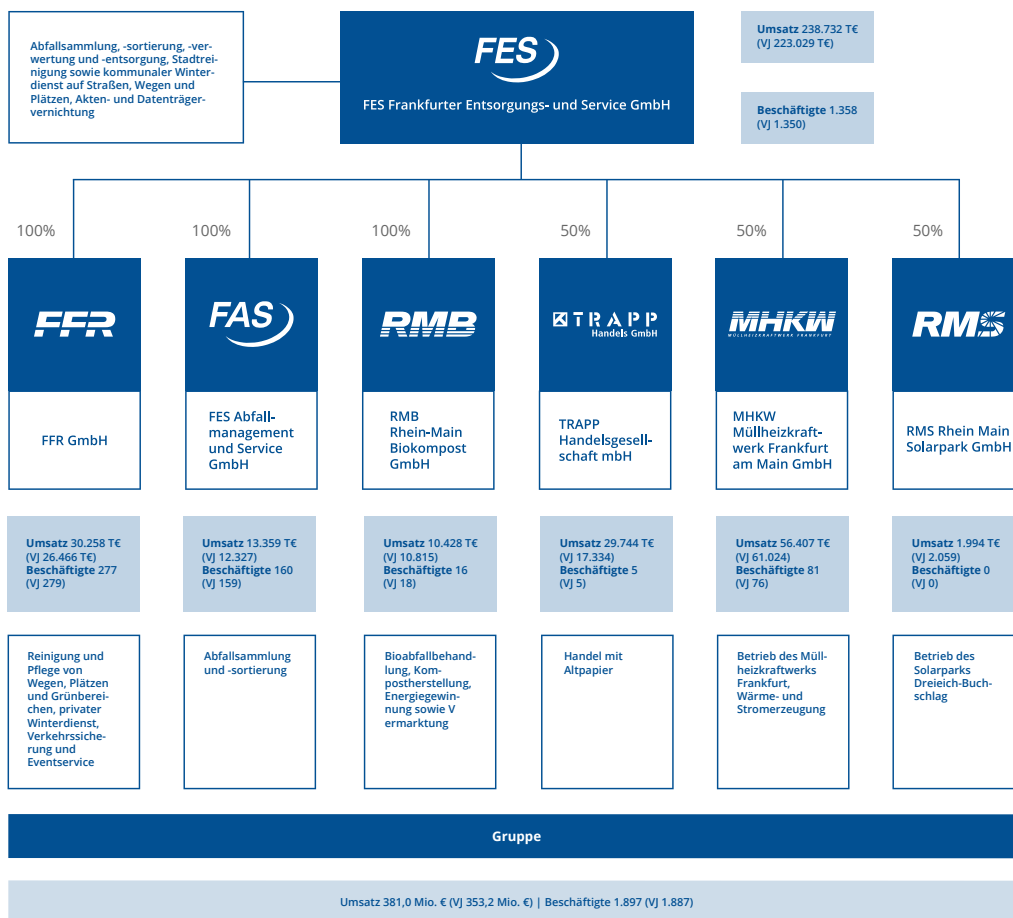 Abfallsammlung, -sortierung, -ver-
wertung und -entsorgung, Stadtrei-
nigung sowie kommunaler Winter-
dienst auf Straßen, Wegen und
Plätzen, Akten- und Datenträger-
vernichtung
FES
FES Frankfurter Entsorgungs- und Service GmbH
Umsatz 238.732 T€
(VJ 223.029 T€)
Beschäftigte 1.358
(VJ 1.350)
100%
100%
100%
50%
50%
50%
FFR
FAS
RMB
TRAPP
Handels GmbH
MHKW
MÜLLHEIZKRAFTWERK FRANKFURT
RMS
FFR GmbH
FES Abfall-
management
und Service
GmbH
RMB
Rhein-Main
Biokompost
GmbH
TRAPP
Handelsgesell-
schaft mbH
MHKW
Müllheizkraft-
werk Frankfurt
am Main GmbH
RMS Rhein Main
Solarpark GmbH
Umsatz 30.258 T€
(VJ 26.466 T€)
Beschäftigte 277
(VJ 279)
Umsatz 13.359 T€
(VJ 12.327)
Beschäftigte 160
(VJ 159)
Umsatz 10.428 T€
(VJ 10.815)
Beschäftigte 16
(VJ 18)
Umsatz 29.744 T€
(VJ 17.334)
Beschäftigte 5
(VJ 5)
Umsatz 56.407 T€
(VJ 61.024)
Beschäftigte 81
(VJ 76)
Umsatz 1.994 T€
(VJ 2.059)
Beschäftigte 0
(VJ 0)
Reinigung und
Pflege von
Wegen, Plätzen
und Grünberei-
chen, privater
Winterdienst,
Verkehrssiche-
rung und
Eventservice
Abfallsammlung
und -sortierung
Bioabfallbehand-
lung, Kom-
postherstellung,
Energiegewin-
nung sowie V
ermarktung
Handel mit
Altpapier
Betrieb des Müll-
heizkraftwerks
Frankfurt,
Wärme- und
Stromerzeugung
Betrieb des
Solarparks
Dreieich-Buch-
schlag
Gruppe
Umsatz 381,0 Mio. € (VJ 353,2 Mio. €) | Beschäftigte 1.897 (VJ 1.887)